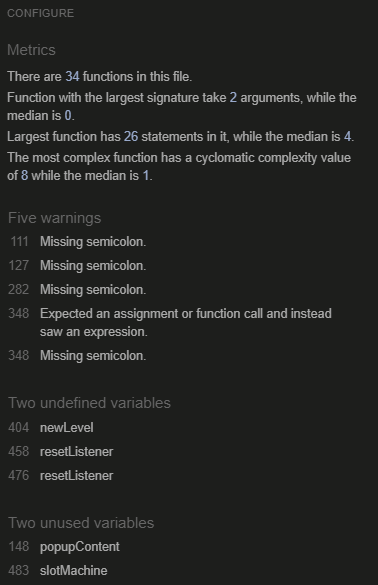 CONFIGURE
Metrics
There are 34 functions in this file.
Function with the largest signature take 2 arguments, while the
median is 0.
Largest function has 26 statements in it, while the median is 4.
The most complex function has a cyclomatic complexity value
of 8 while the median is 1.
Five warnings
111 Missing semicolon.
127 Missing semicolon.
282 Missing semicolon.
348 Expected an assignment or function call and instead
saw an expression.
348 Missing semicolon.
Two undefined variables
404 newLevel
458 resetListener
476 resetListener
Two unused variables
148 popupContent
483 slotMachine